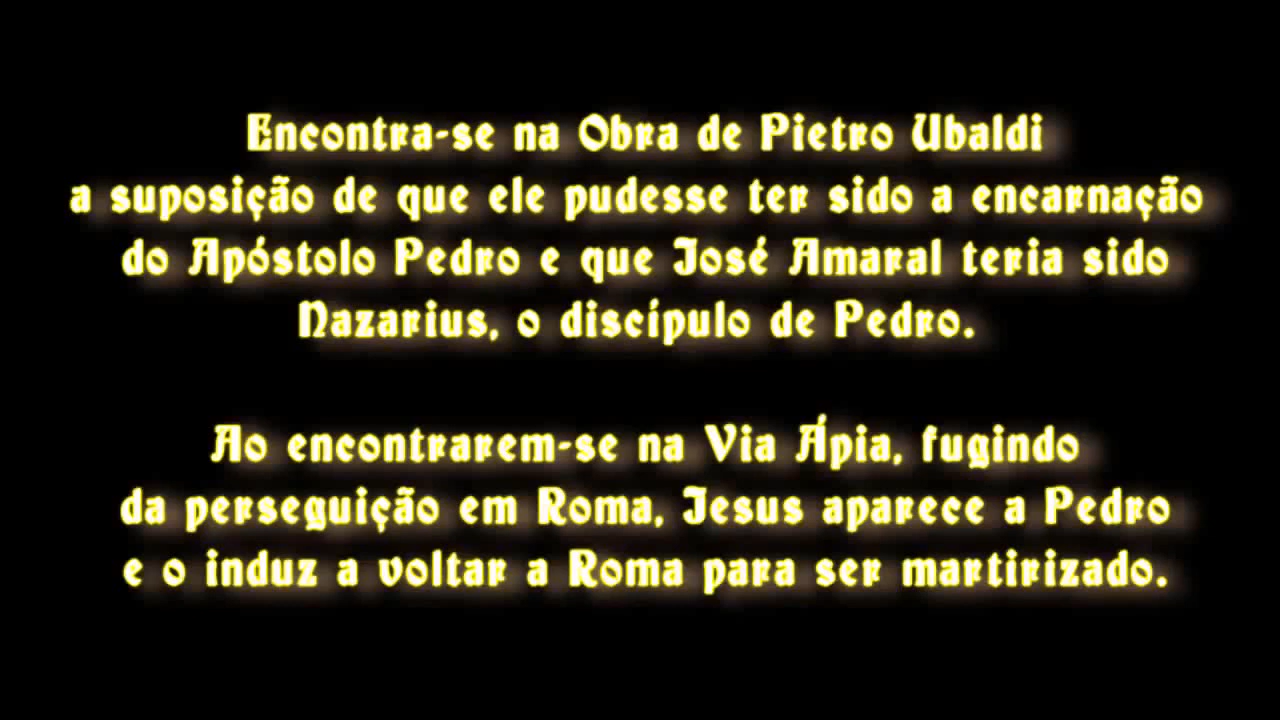 Encontra-se na Obra de Pietro Ubaldi
a suposição de que ele pudesse ter sido a encarnação
do Apóstolo Pedro e que José Amaral teria sido
Nazarius, o discípulo de Pedro.
Ao encontrarem-se na Via Ápia, fugindo
da perseguição em Roma, Jesus aparece a Pedro
e o induz a voltar a Roma para ser martirizado.